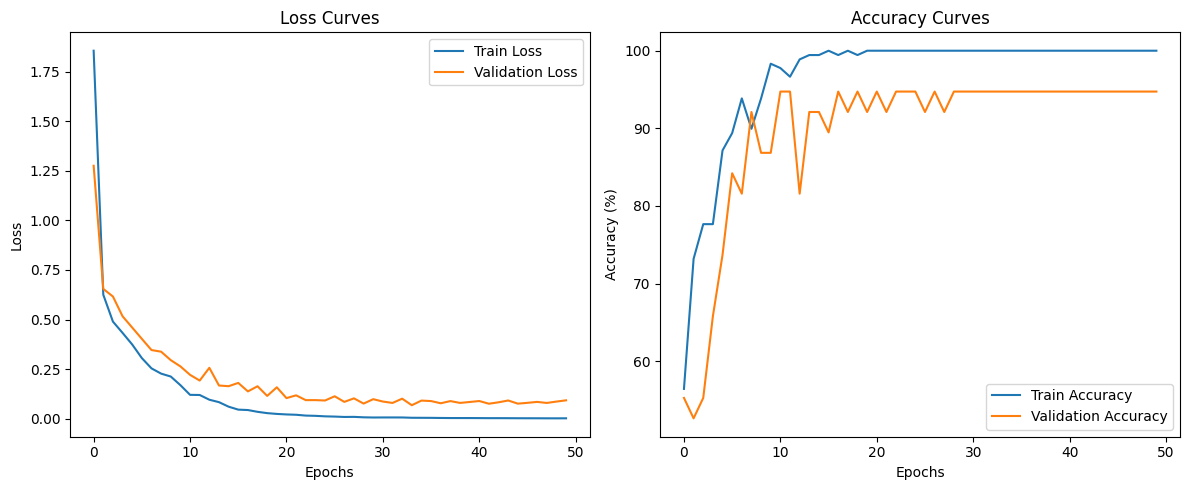 Loss Curves
Train Loss
Validation Loss
1.75
1.50
1.25
1.00
0.75
0.50
0.25
0.00
Loss
0
10
20
30
40
50
Epochs
Accuracy Curves
100
90
80
70
60
Accuracy (%)
Train Accuracy
Validation Accuracy
0
10
20
30
40
50
Epochs